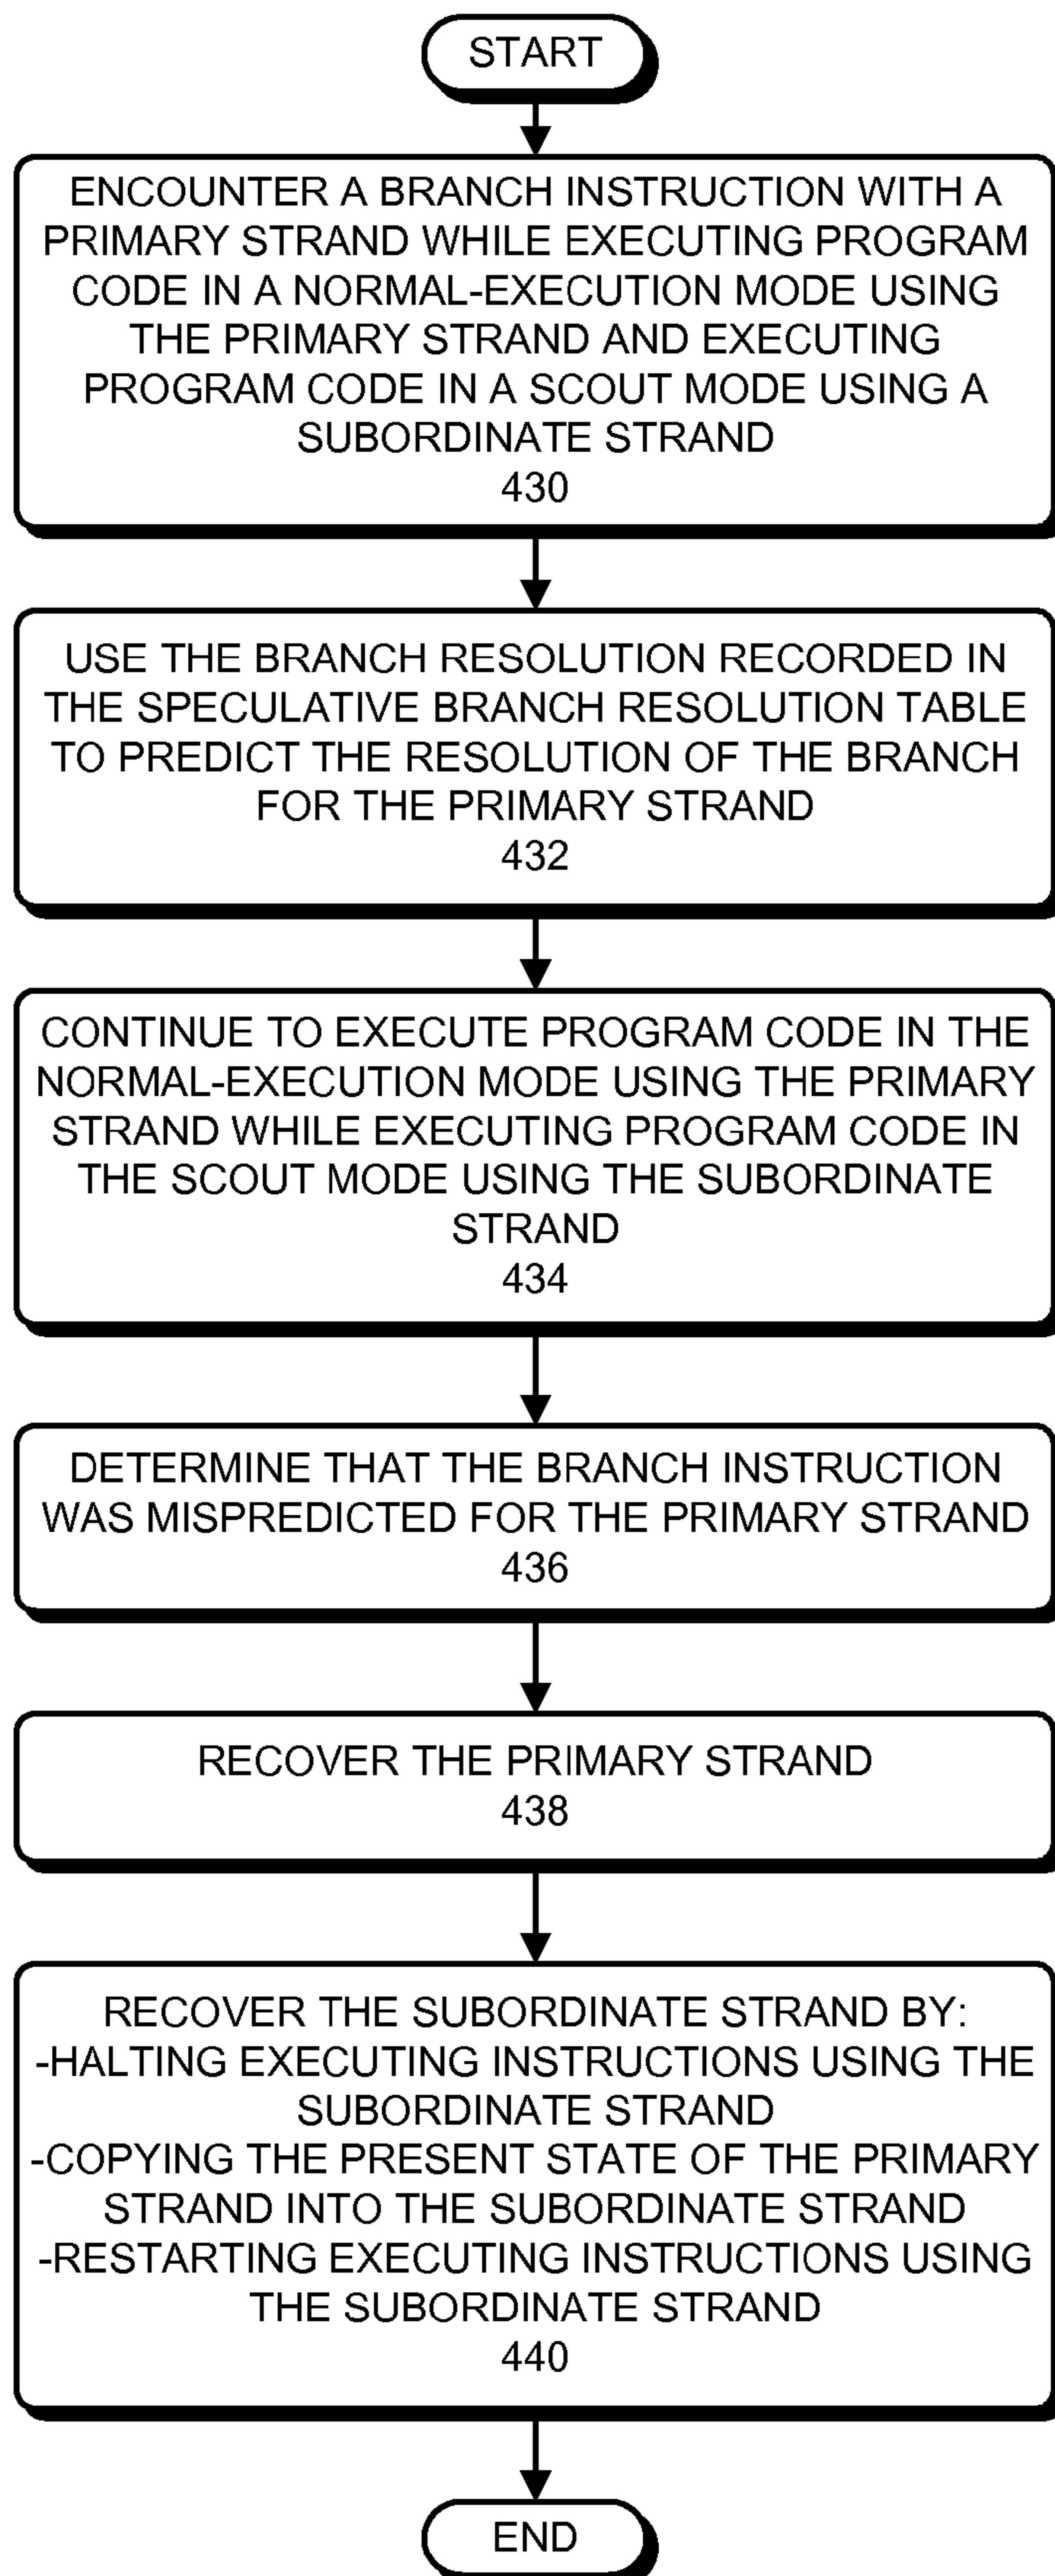 START
ENCOUNTER A BRANCH INSTRUCTION WITH A
PRIMARY STRAND WHILE EXECUTING PROGRAM
CODE IN A NORMAL-EXECUTION MODE USING
THE PRIMARY STRAND AND EXECUTING
PROGRAM CODE IN A SCOUT MODE USING A
SUBORDINATE STRAND
430
USE THE BRANCH RESOLUTION RECORDED IN
THE SPECULATIVE BRANCH RESOLUTION TABLE
TO PREDICT THE RESOLUTION OF THE BRANCH
FOR THE PRIMARY STRAND
432
CONTINUE TO EXECUTE PROGRAM CODE IN THE
NORMAL-EXECUTION MODE USING THE PRIMARY
STRAND WHILE EXECUTING PROGRAM CODE IN
THE SCOUT MODE USING THE SUBORDINATE
STRAND
434
DETERMINE THAT THE BRANCH INSTRUCTION
WAS MISPREDICTED FOR THE PRIMARY STRAND
436
RECOVER THE PRIMARY STRAND
438
RECOVER THE SUBORDINATE STRAND BY:
-HALTING EXECUTING INSTRUCTIONS USING THE
SUBORDINATE STRAND
-COPYING THE PRESENT STATE OF THE PRIMARY
STRAND INTO THE SUBORDINATE STRAND
-RESTARTING EXECUTING INSTRUCTIONS USING
THE SUBORDINATE STRAND
440
END